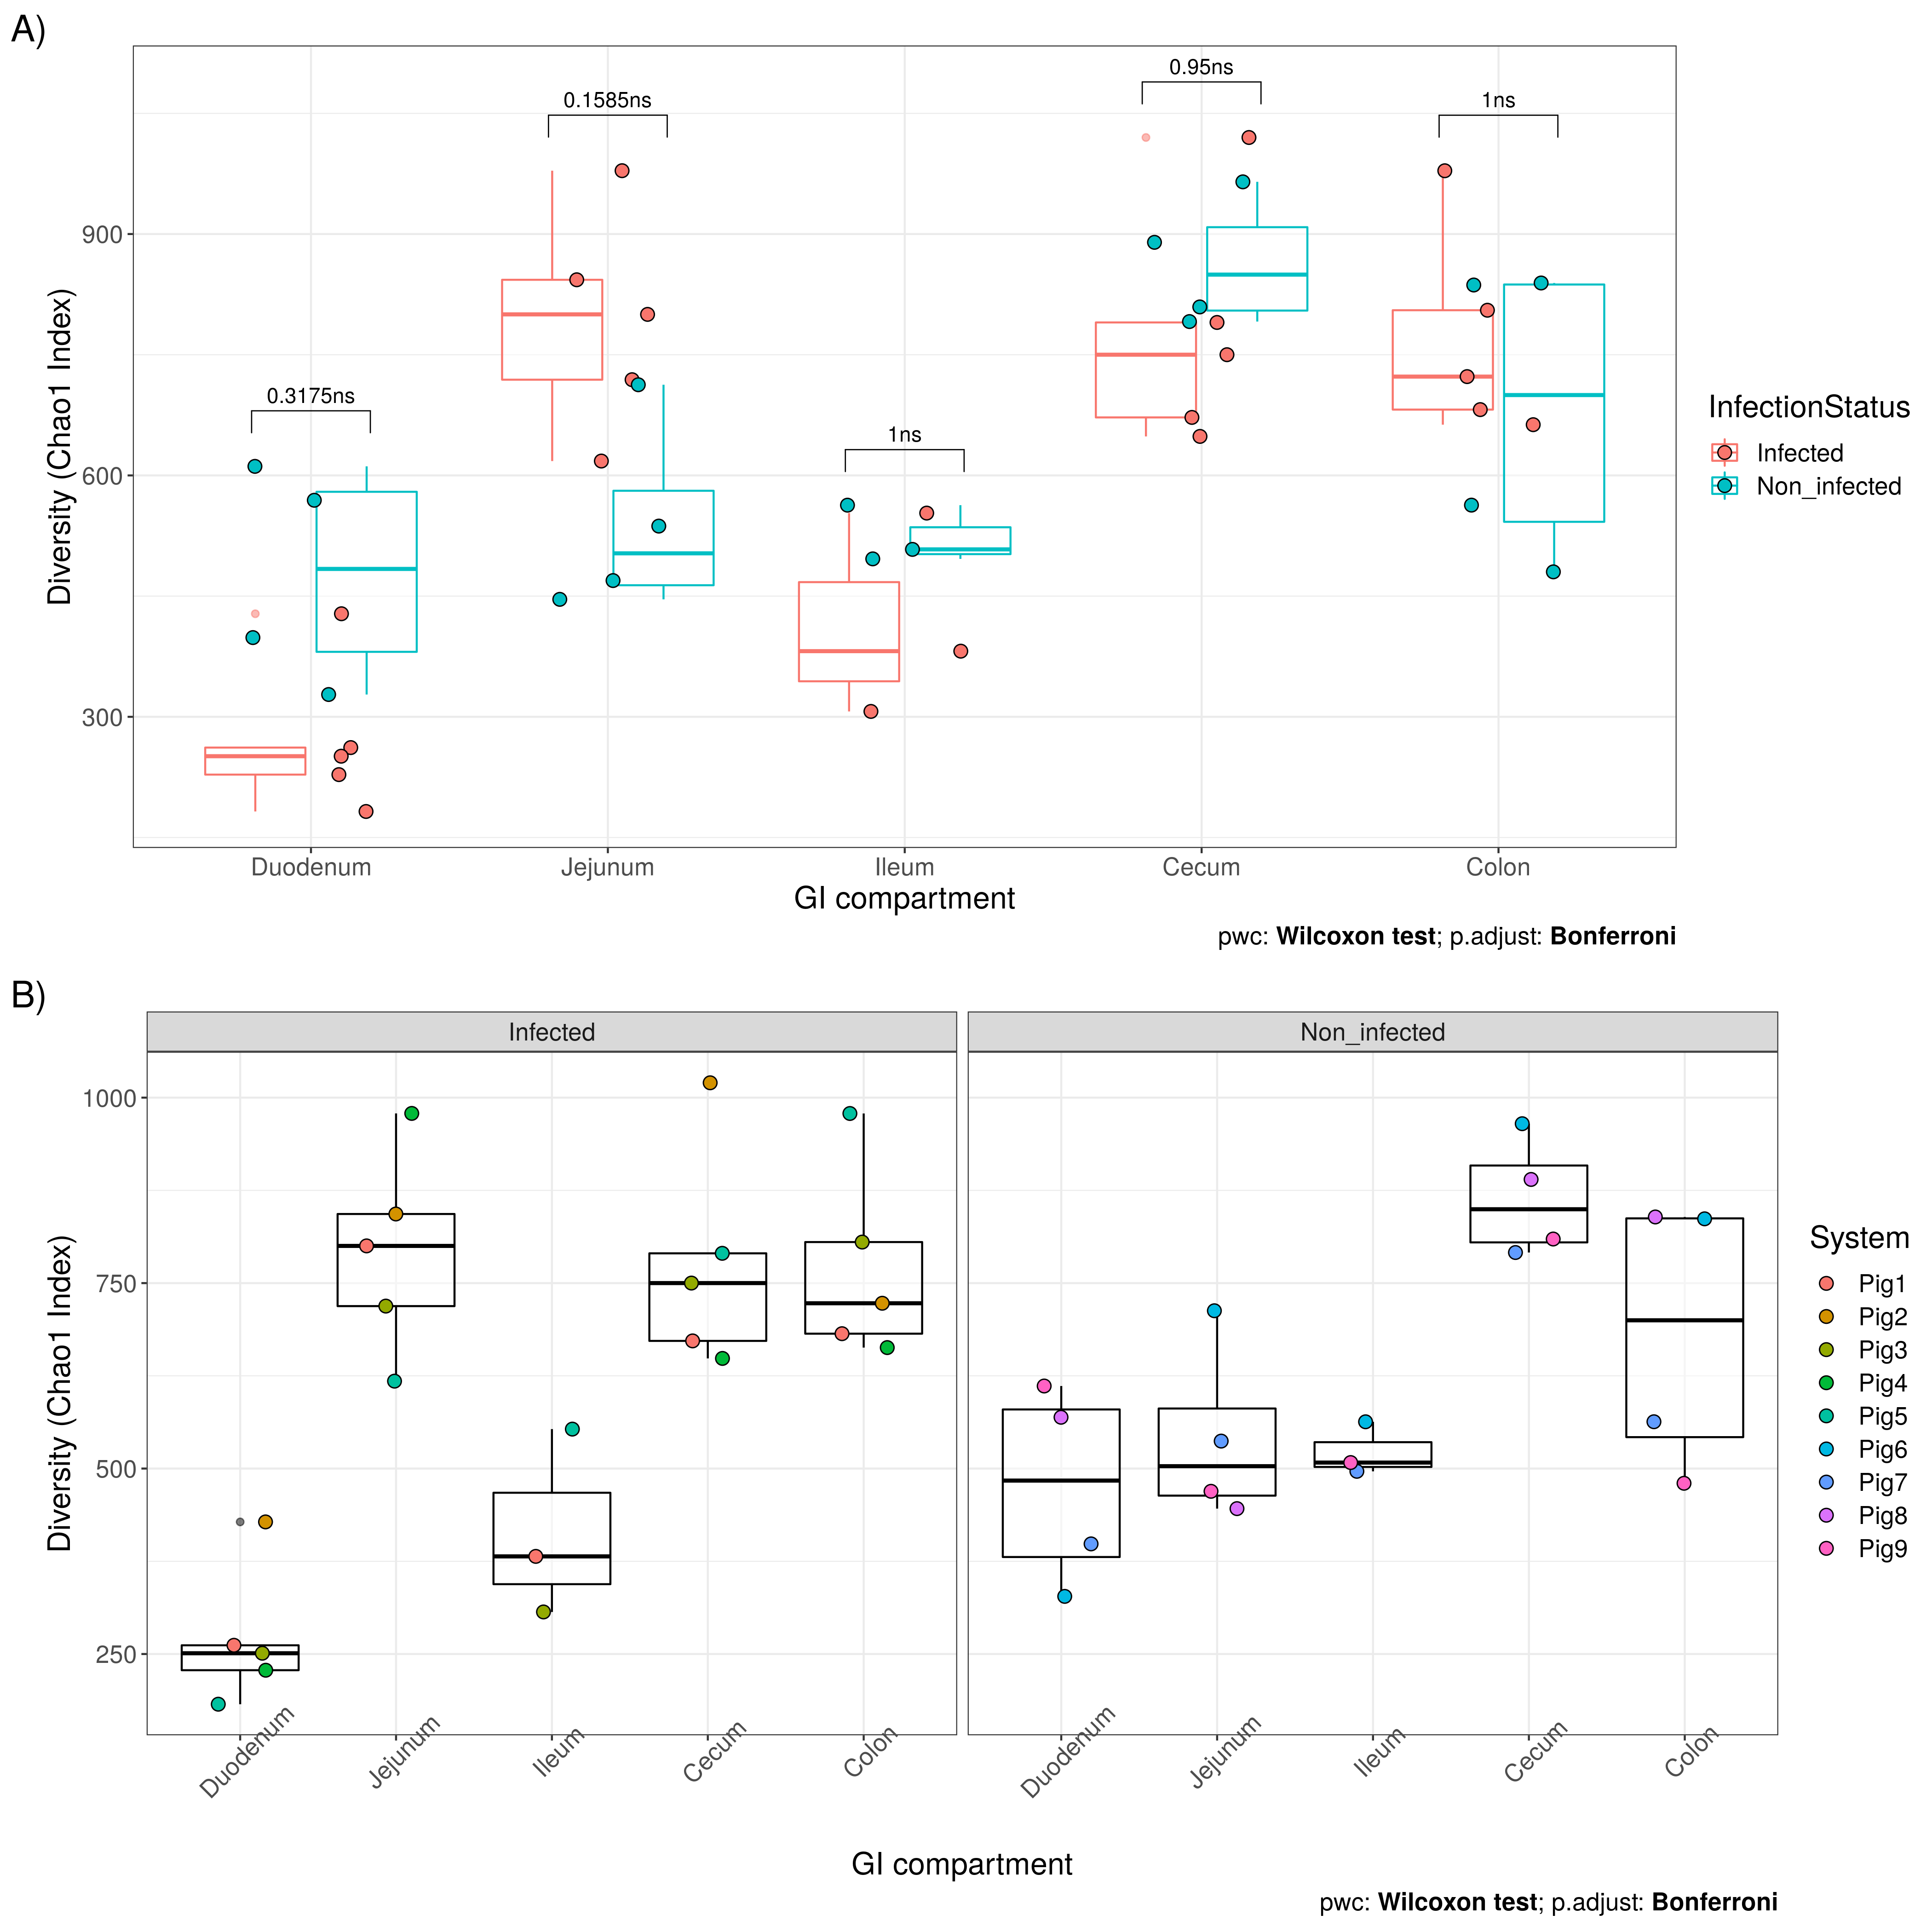 A)
0.95ns
0.1585ns
1ns
0.3175ns
1ns
900
600
300
Diversity (Chao1 Index)
InfectionStatus
Infected
Non_infected
Duodenum
Jejunum
Ileum
Cecum
Colon
GI compartment
pwc: Wilcoxon test; p.adjust: Bonferroni
B)
Infected
Non_infected
1000
750
500
250
Diversity (Chao1 Index)
System
Pig1
Pig2
Pig3
Pig4
Pig5
Pig6
Pig7
Pig8
Pig9
Duodenum
Jejunum
Ileum
Cecum
Colon
Duodenum
Jejunum
Ileum
Cecum
Colon
GI compartment
pwc: Wilcoxon test; p.adjust: Bonferroni